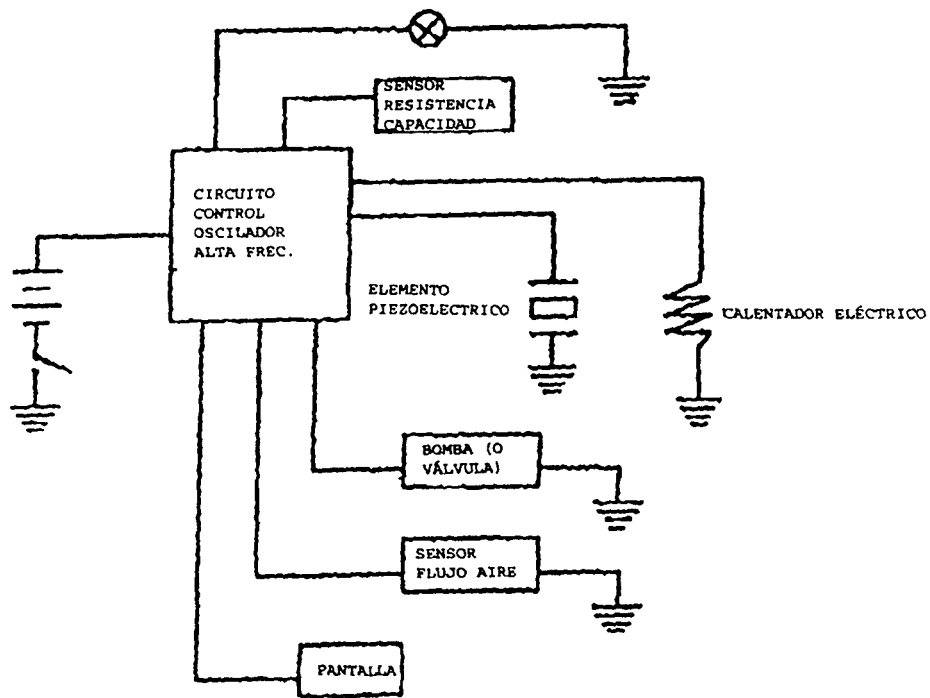 SENSOR
RESISTENCIA
CAPACIDAD
CIRCUITO
CONTROL
OSCILADOR
ALTA FREC.
ELEMENTO
PIEZOELECTRICO
CALENTADOR ELÉCTRICO
BOMBA (O
VÁLVULA)
SENSOR
FLUJO AIRE
PANTALLA